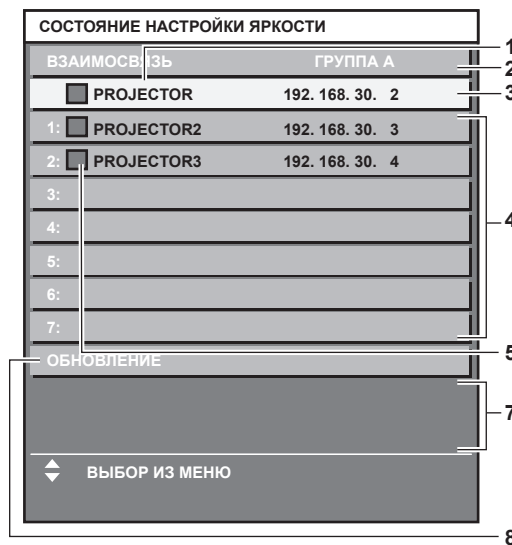 СОСТОЯНИЕ НАСТРОЙКИ ЯРКОСТИ
ВЗАИМОСВЯЗЬ ГРУППА A
PROJECTOR 192. 168. 30. 2
1: PROJECTOR2 192. 168. 30. 3
2: PROJECTOR3 192. 168. 30. 4
3:
4:
5:
6:
7:
ОБНОВЛЕНИЕ
ВЫБОР ИЗ МЕНЮ
1
2
3
4
5
7
8